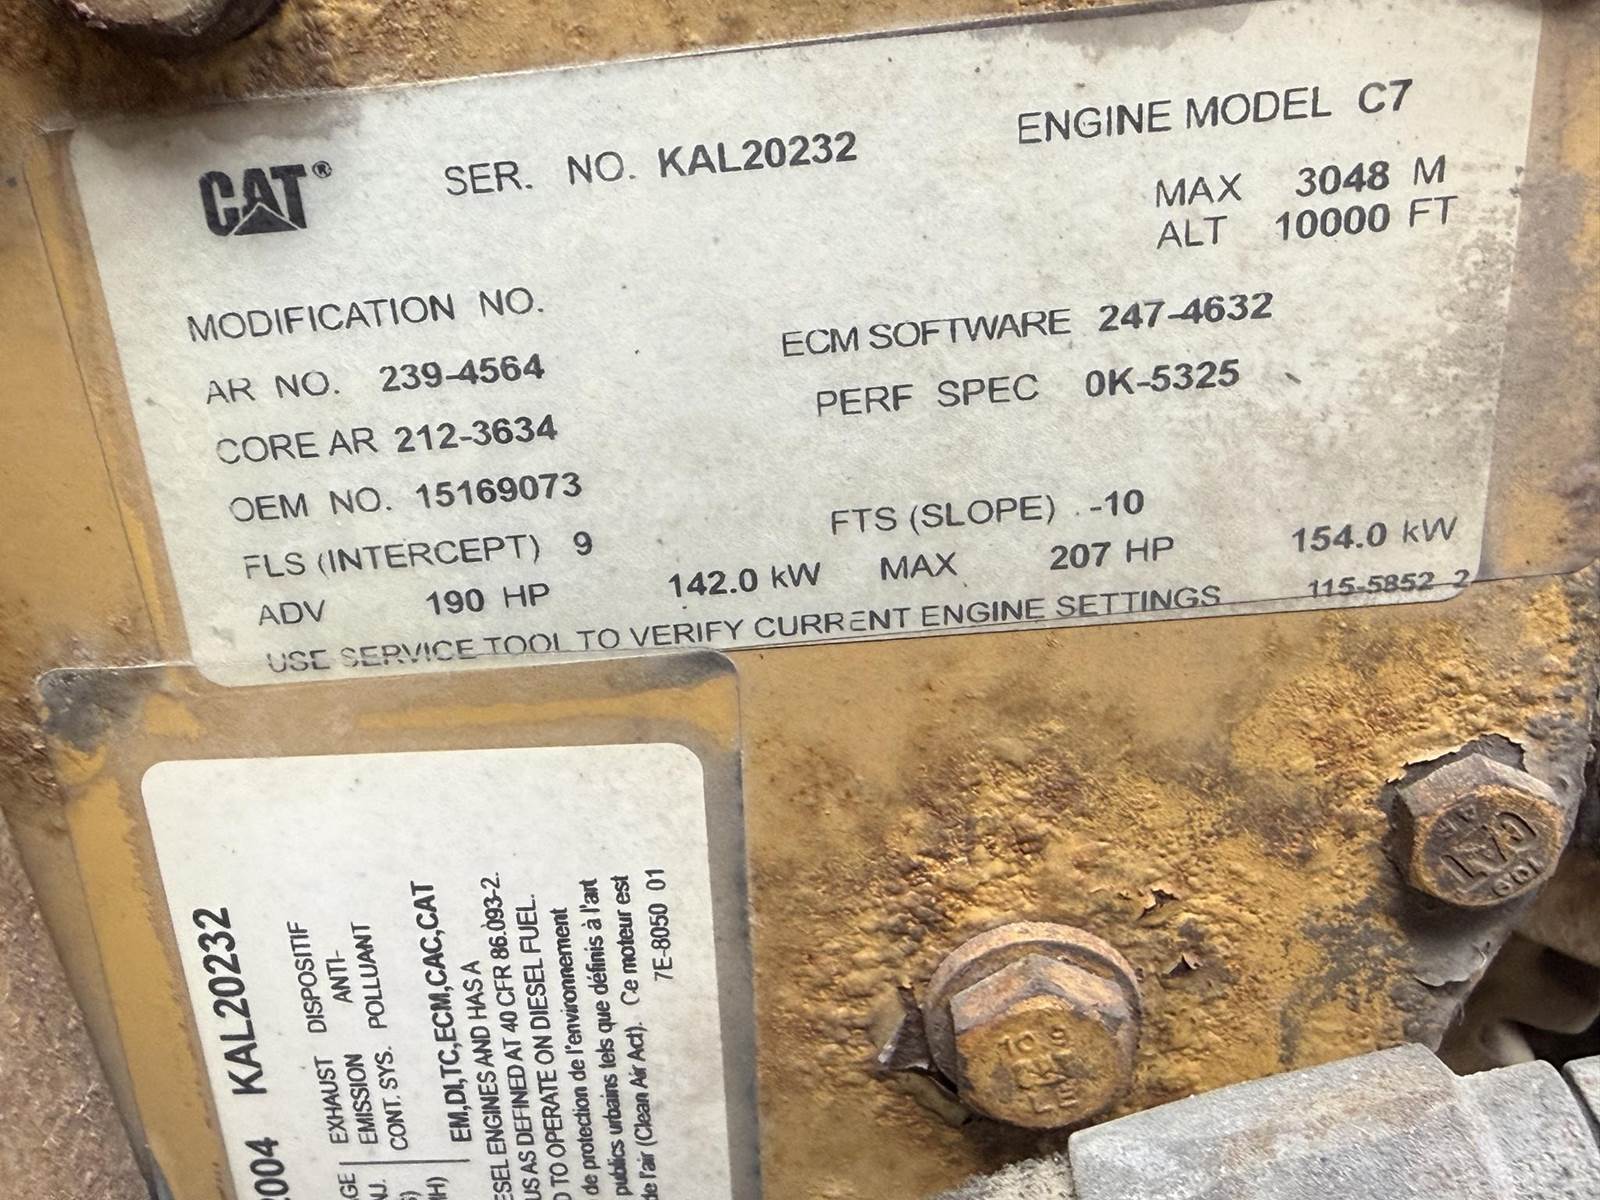 CAT®
SER. NO. KAL20232
ENGINE MODEL C7
MAX 3048 M
ALT 10000 FT
MODIFICATION NO.
AR NO. 239-4564
ECM SOFTWARE 247-4632
CORE AR 212-3634
PERF SPEC 0K-5325
OEM NO. 15169073
FLS (INTERCEPT) 9
FTS (SLOPE) -10
ADV 190 HP 142.0 kW MAX 207 HP 154.0 kW
USE SERVICE TOOL TO VERIFY CURRENT ENGINE SETTINGS 115-5852 2
2004 KAL20232
EXHAUST DISPOSITIF
EMISSION ANTI-
CONT. SYS. POLLUANT
EM,DI,TC,ECM,CAC,CAT
ESEL ENGINES AND HAS A
US AS DEFINED AT 40 CFR 86.093-2.
TO OPERATE ON DIESEL FUEL.
de protection de l'environnement
publics urbains tels que définis à l'art
de l'air (Clean Air Act). Ce moteur est
7E-8050 01
CAT